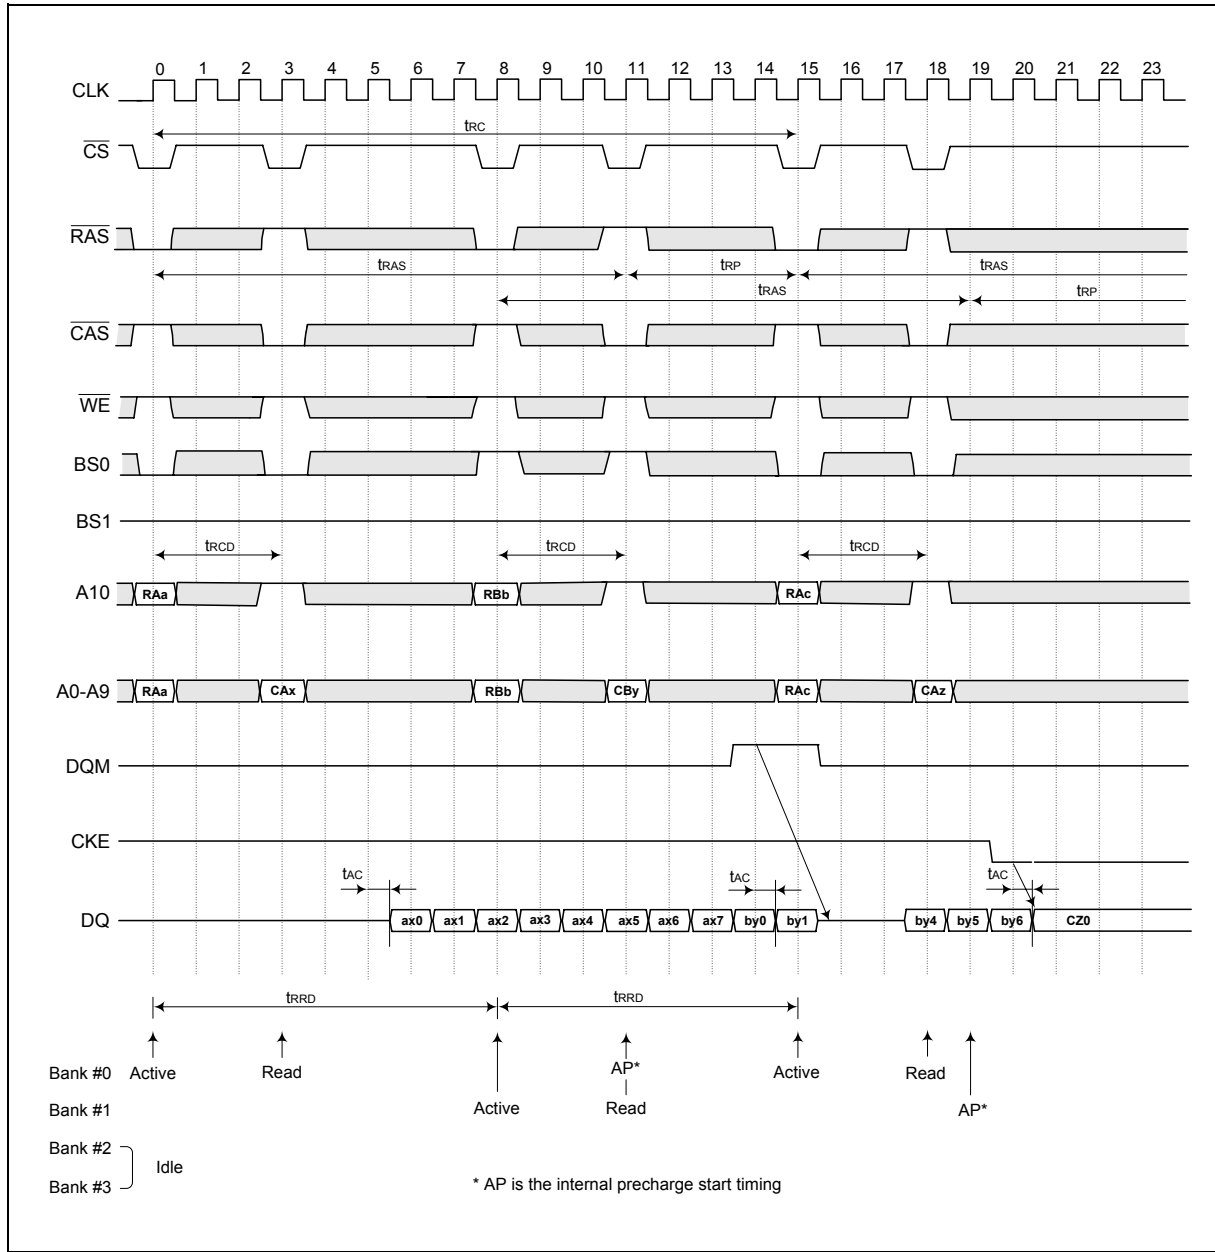 0 1 2 3 4 5 6 7 8 9 10 11 12 13 14 15 16 17 18 19 20 21 22 23
CLK
tRC
CS
RAS
tRAS tRP tRAS
tRAS tRP
CAS
WE
BS0
BS1
tRCD tRCD tRCD
A10 RAa RBb RAc
A0-A9 RAa CAx RBb CBy RAc CAz
DQM
CKE
tAC tAC tAC
DQ ax0 ax1 ax2 ax3 ax4 ax5 ax6 ax7 by0 by1 by4 by5 by6 CZ0
tRRD tRRD
Bank #0 Active Read AP* Active Read
Bank #1 Active Read AP*
Bank #2
Idle
Bank #3
* AP is the internal precharge start timing